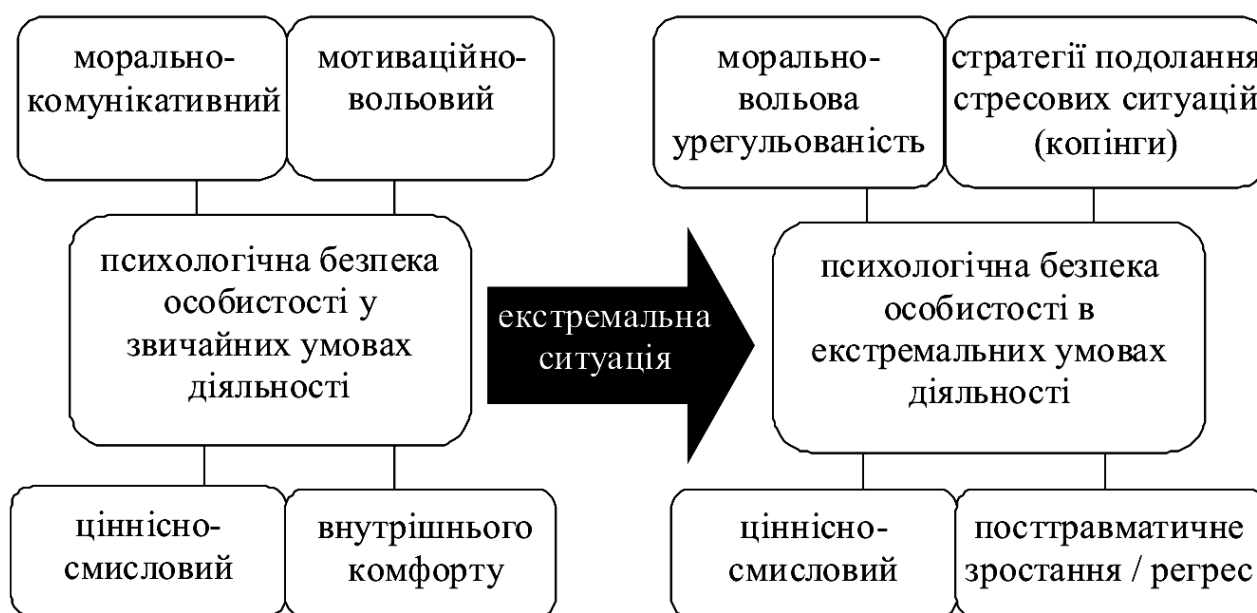 морально-
комунікативний
мотиваційно-
вольовий
психологічна безпека
особистості у
звичайних умовах
діяльності
ціннісно-
смисловий
внутрішнього
комфорту
екстремальна
ситуація
морально-
вольова
урегульованість
стратегії подолання
стресових ситуацій
(копінги)
психологічна безпека
особистості в
екстремальних умовах
діяльності
ціннісно-
смисловий
посттравматичне
зростання / регрес